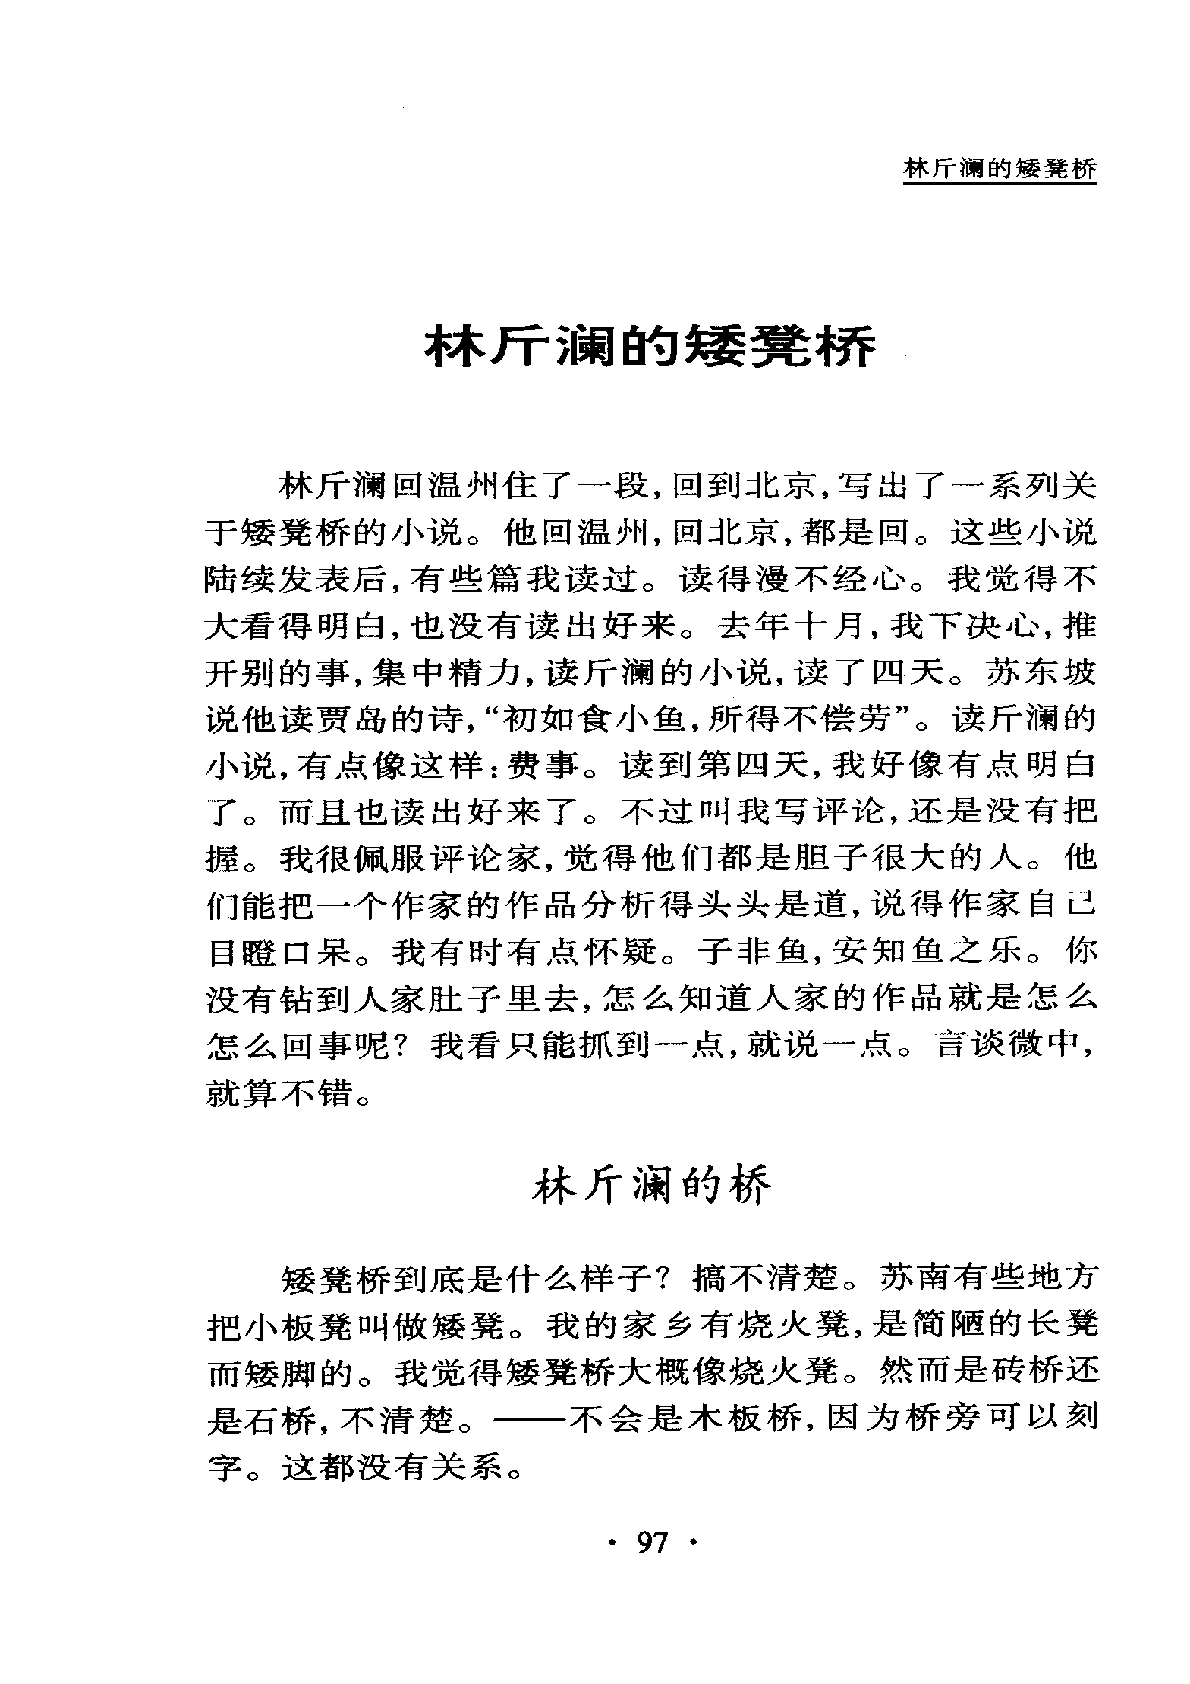 林斤澜的矮凳桥
林斤澜的矮凳桥
林斤澜回温州住了一段,回到北京,写出了一系列关
于矮凳桥的小说。他回温州,回北京,都是回。这些小说
陆续发表后,有些篇我读过。读得漫不经心。我觉得不
大看得明白,也没有读出好来。去年十月,我下决心,推
开别的事,集中精力,读斤澜的小说,读了四天。苏东坡
说他读贾岛的诗,“初如食小鱼,所得不偿劳”。读斤澜的
小说,有点像这样:费事。读到第四天,我好像有点明白
了。而且也读出好来了。不过叫我写评论,还是没有把
握。我很佩服评论家,觉得他们都是胆子很大的人。他
们能把一个作家的作品分析得头头是道,说得作家自己
目瞪口呆。我有时有点怀疑。子非鱼,安知鱼之乐。你
没有钻到人家肚子里去,怎么知道人家的作品就是怎么
怎么回事呢?我看只能抓到一点,就说一点。言谈微中,
就算不错。
林斤澜的桥
矮凳桥到底是什么样子?搞不清楚。苏南有些地方
把小板凳叫做矮凳。我的家乡有烧火凳,是简陋的长凳
而矮脚的。我觉得矮凳桥大概像烧火凳。然而是砖桥还
是石桥,不清楚。——不会是木板桥,因为桥旁可以刻
字。这都没有关系。
· 97 ·